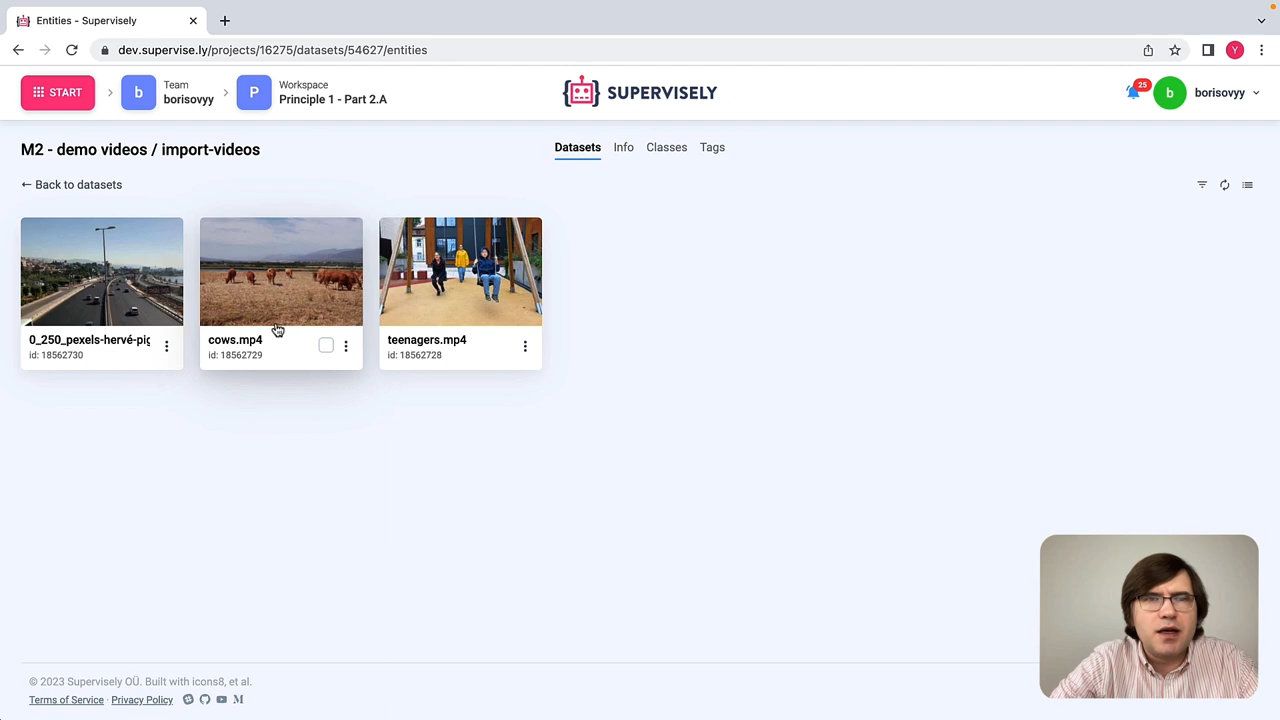 Entities - Supervisely
dev.supervise.ly/projects/16275/datasets/54627/entities
Y
START
b
Team
borisovyy
P
Workspace
Principle 1 - Part 2.A
SUPERVISELY
25
b
borisovyy
M2 - demo videos / import-videos
Datasets
Info
Classes
Tags
← Back to datasets
0_250_pexels-hervé-pig
id: 18562730
cows.mp4
id: 18562729
teenagers.mp4
id: 18562728
© 2023 Supervisely OÜ. Built with icons8, et al.
Terms of Service · Privacy Policy